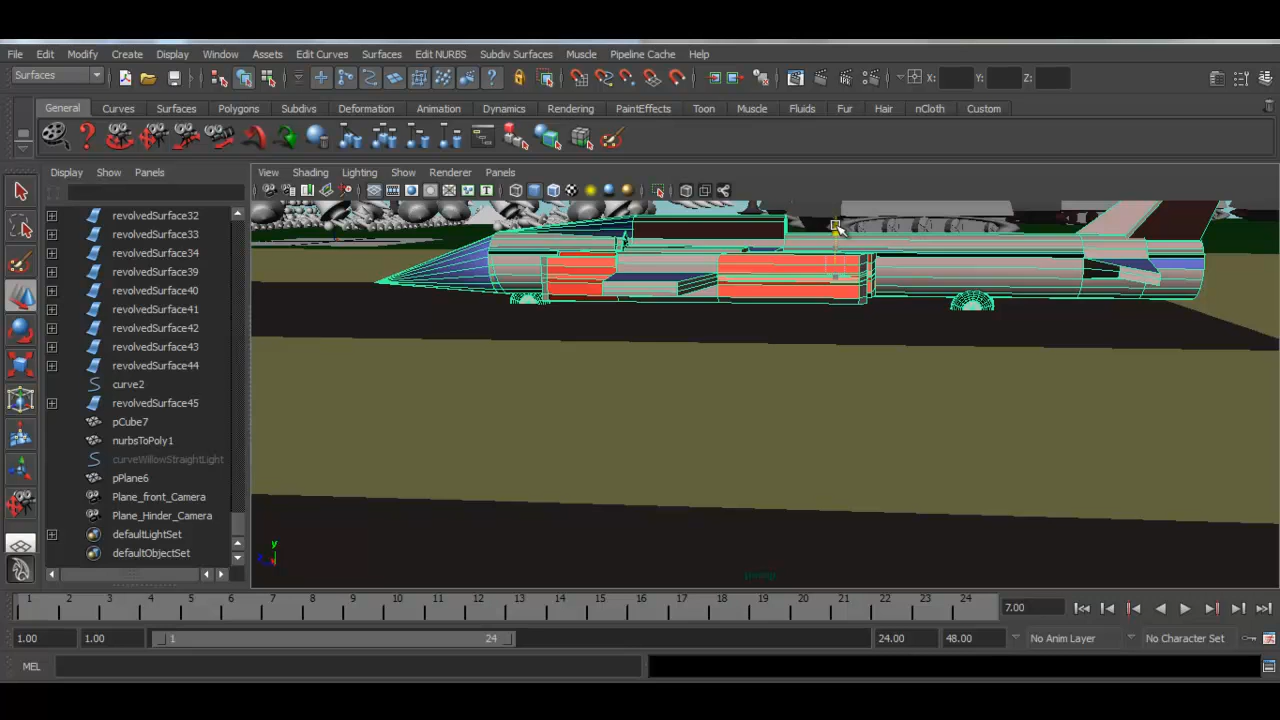 File Edit Modify Create Display Window Assets Edit Curves Surfaces Edit NURBS Subdiv Surfaces Muscle Pipeline Cache Help
Surfaces X: Y: Z:
General Curves Surfaces Polygons Subdivs Deformation Animation Dynamics Rendering PaintEffects Toon Muscle Fluids Fur Hair nCloth Custom
Display Show Panels View Shading Lighting Show Renderer Panels
revolvedSurface32
revolvedSurface33
revolvedSurface34
revolvedSurface39
revolvedSurface40
revolvedSurface41
revolvedSurface42
revolvedSurface43
revolvedSurface44
curve2
revolvedSurface45
pCube7
nurbsToPoly1
curveWillowStraightLight
pPlane6
Plane_front_Camera
Plane_Hinder_Camera
defaultLightSet
defaultObjectSet
y
persp
1 2 3 4 5 6 7 8 9 10 11 12 13 14 15 16 17 18 19 20 21 22 23 24 7.00
1.00 1.00 1 24 24.00 48.00 No Anim Layer No Character Set
MEL